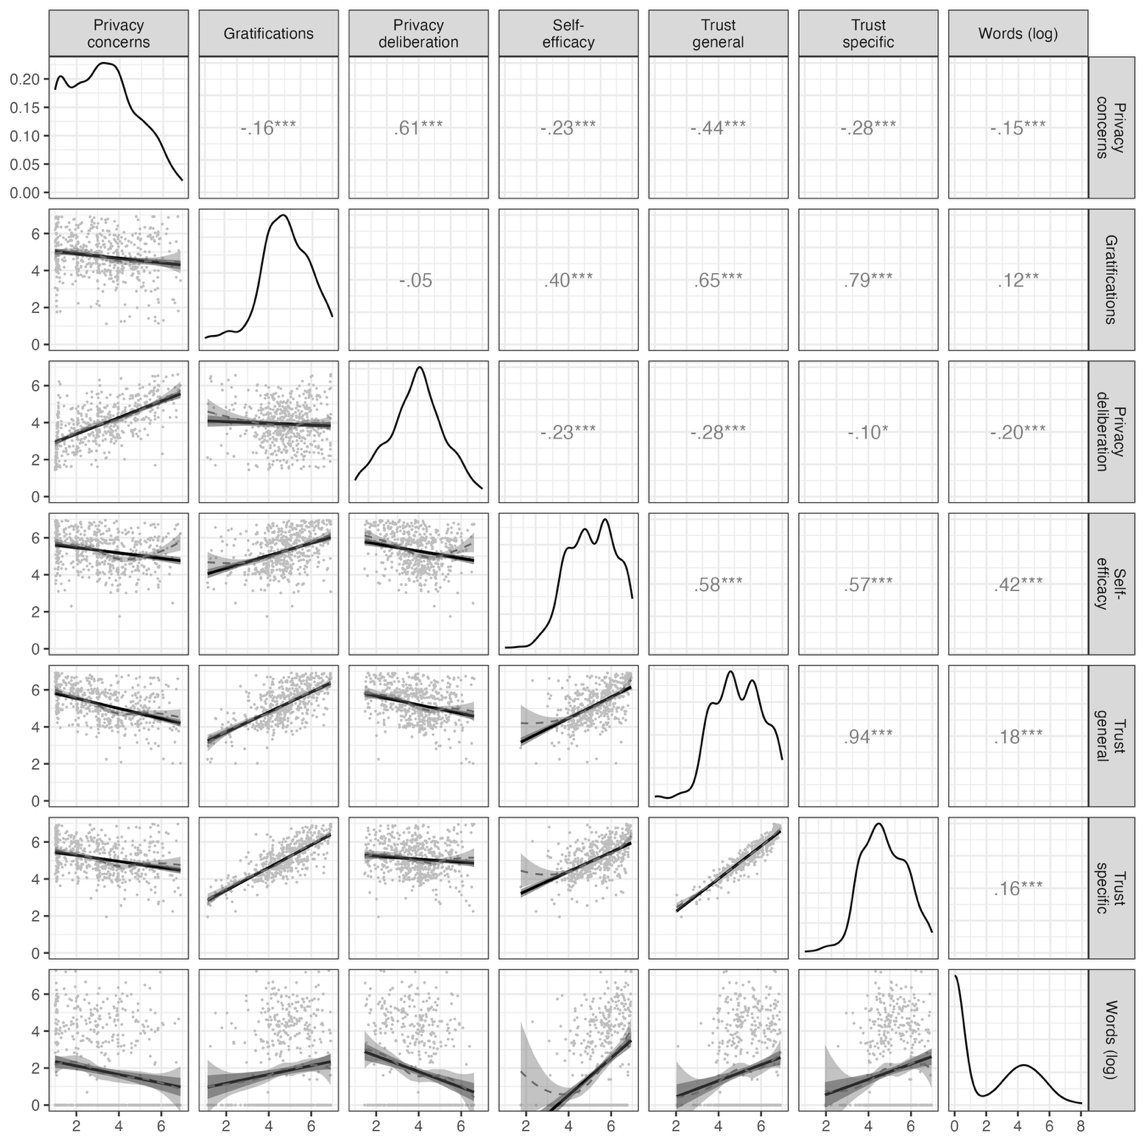 Privacy
concerns
Gratifications
Privacy
deliberation
Self-
efficacy
Trust
general
Trust
specific
Words (log)
0.20
0.15
0.10
0.05
0.00
-.16***
.61***
-.23***
-.44***
-.28***
-.15***
Privacy
concerns
6
4
2
0
-.05
.40***
.65***
.79***
.12**
Gratifications
6
4
2
0
-.23***
-.28***
-.10*
-.20***
Privacy
deliberation
6
4
2
0
.58***
.57***
.42***
Self-
efficacy
6
4
2
0
.94***
.18***
Trust
general
6
4
2
0
.16***
Trust
specific
6
4
2
0
Words (log)
2 4 6
2 4 6
2 4 6
2 4 6
2 4 6
2 4 6
0 2 4 6 8